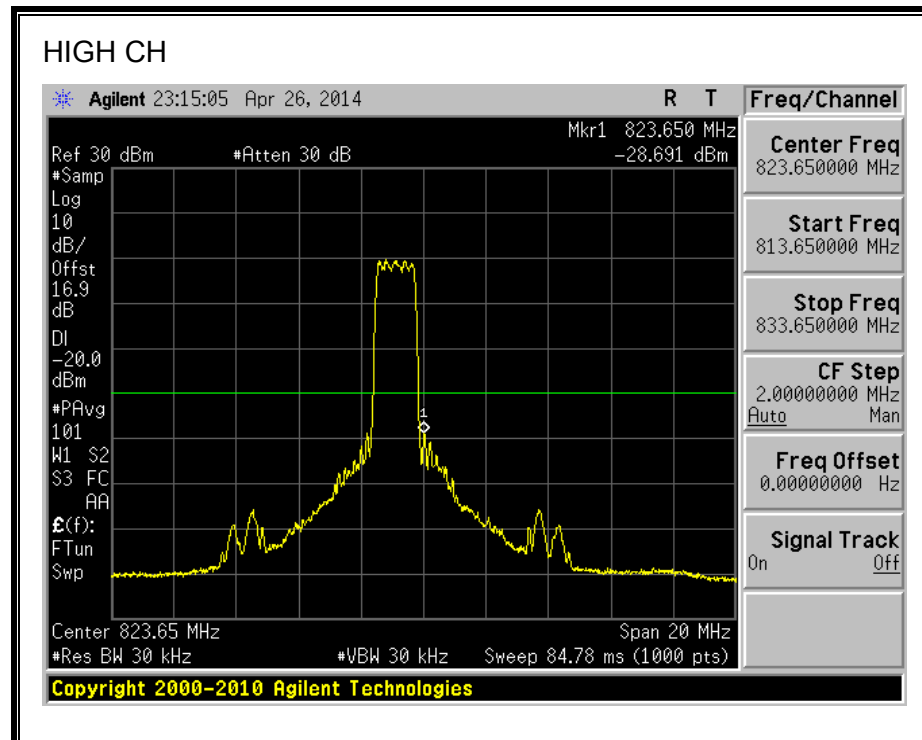 HIGH CH
Agilent 23:15:05 Apr 26, 2014 R T
Freq/Channel
Mkr1 823.650 MHz
Ref 30 dBm #Atten 30 dB -28.691 dBm
#Samp
Log
10
dB/
Offst
16.9
dB
DI
-20.0
dBm
#PAvg
101
W1 S2
S3 FC
AA
£(f):
FTun
Swp
1
Center 823.65 MHz Span 20 MHz
#Res BW 30 kHz #VBW 30 kHz Sweep 84.78 ms (1000 pts)
Copyright 2000-2010 Agilent Technologies
Center Freq
823.650000 MHz
Start Freq
813.650000 MHz
Stop Freq
833.650000 MHz
CF Step
2.00000000 MHz
Auto Man
Freq Offset
0.00000000 Hz
Signal Track
On Off